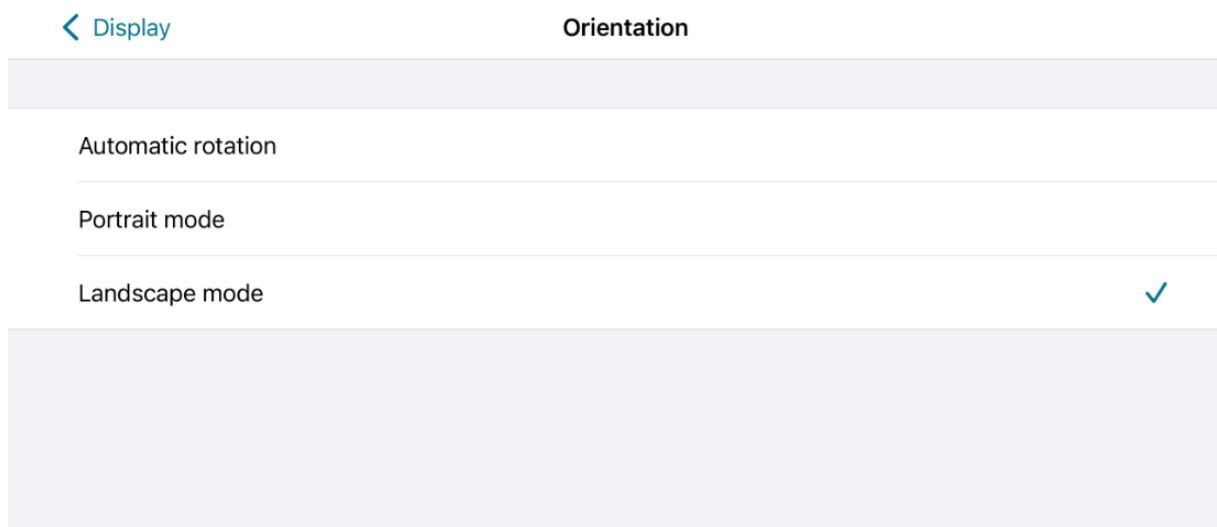 Display
Orientation
Automatic rotation
Portrait mode
Landscape mode